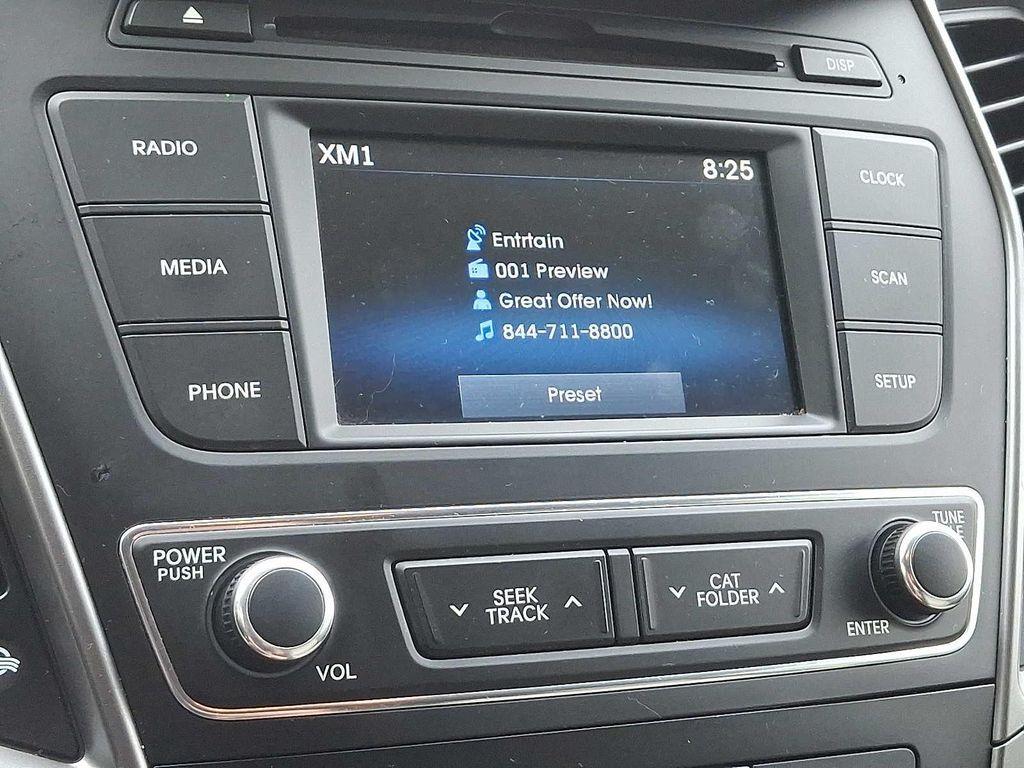 DISP
RADIO
MEDIA
PHONE
XM1
8:25
Entrtain
001 Preview
Great Offer Now!
844-711-8800
Preset
CLOCK
SCAN
SETUP
POWER
PUSH
VOL
SEEK
TRACK
CAT
FOLDER
TUNE
ENTER